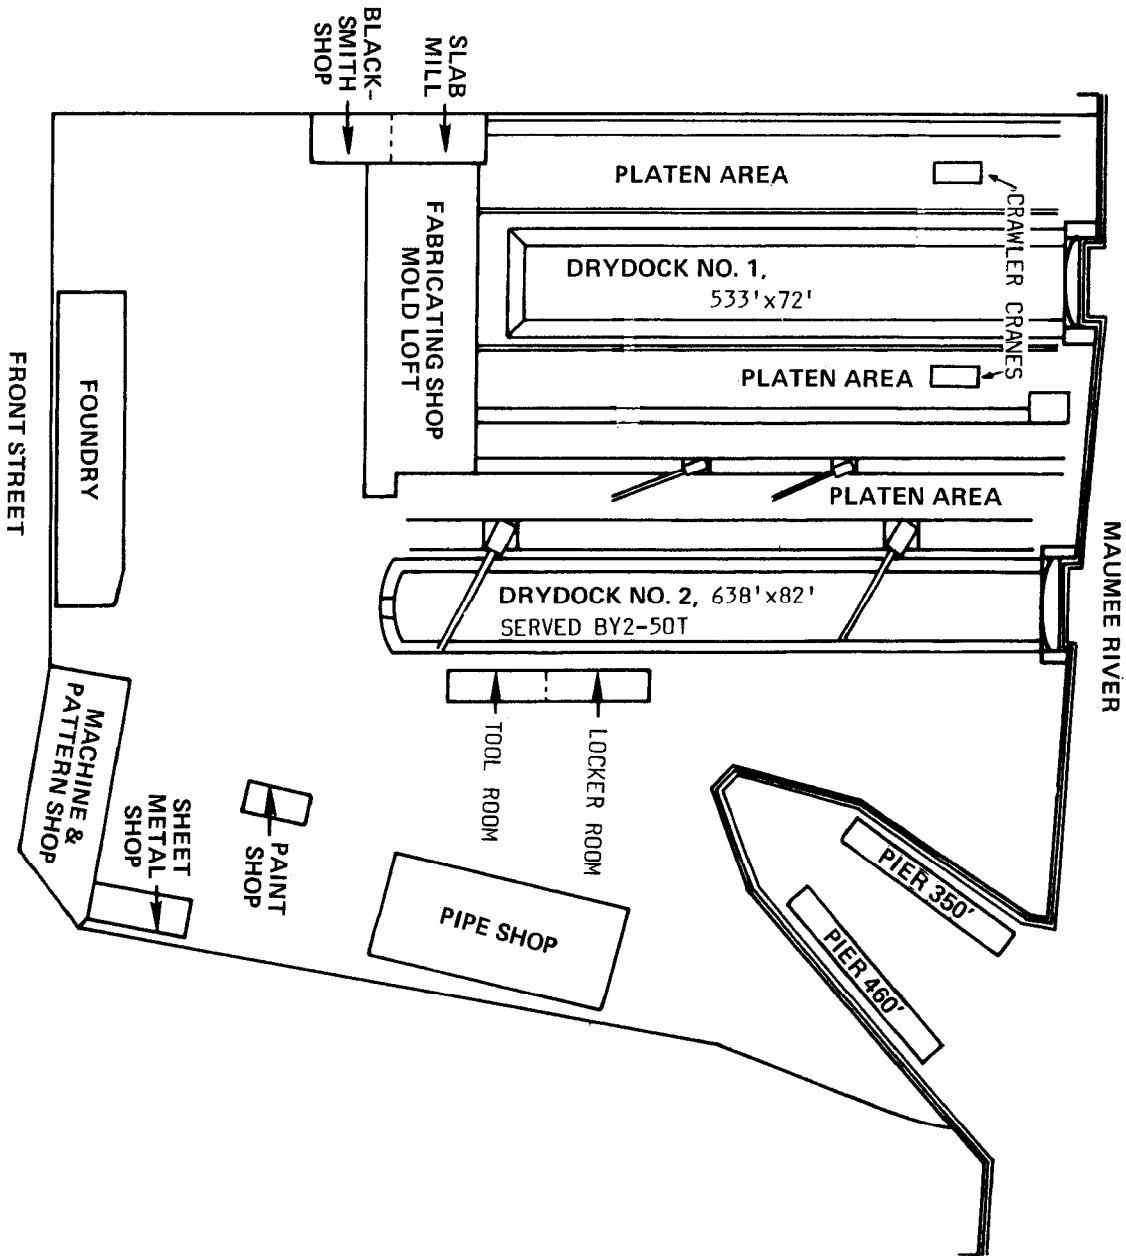 BLACK-
SMITH
SHOP
SLAB
MILL
PLATEN AREA
CRAWLER CRANES
FABRICATING SHOP
MOLD LOFT
DRYDOCK NO. 1,
533'x72'
PLATEN AREA
FOUNDRY
FRONT STREET
PLATEN AREA
MAUMEE RIVER
DRYDOCK NO. 2, 638'x82'
SERVED BY2-50T
TOOL ROOM
LOCKER ROOM
MACHINE &
PATTERN SHOP
SHEET
METAL
SHOP
PAINT
SHOP
PIPE SHOP
PIER 350'
PIER 460'